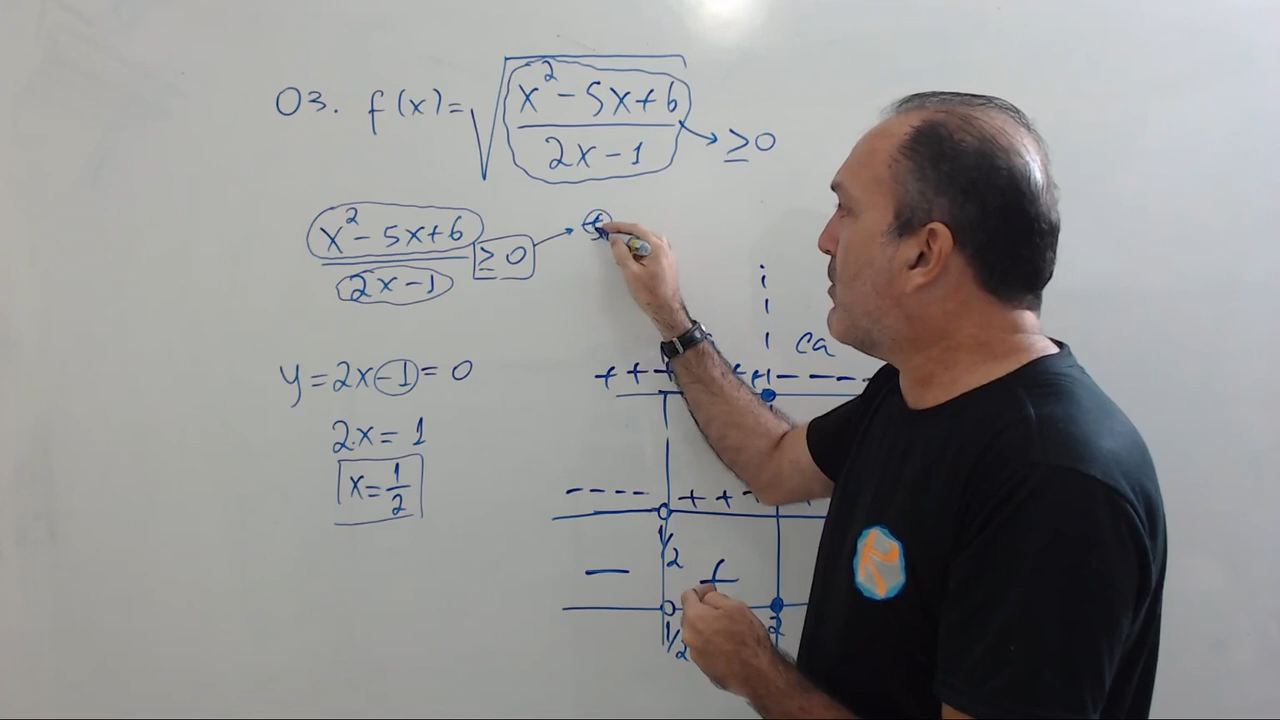 03. f(x) = √ x² - 5x + 6 / 2x - 1 ≥ 0
x² - 5x + 6 / 2x - 1 ≥ 0 +
y = 2x - 1 = 0
2x = 1
x = 1/2
ca
+ + + + + - - - -
- - - - + + +
1/2
- +
1/2 2
R